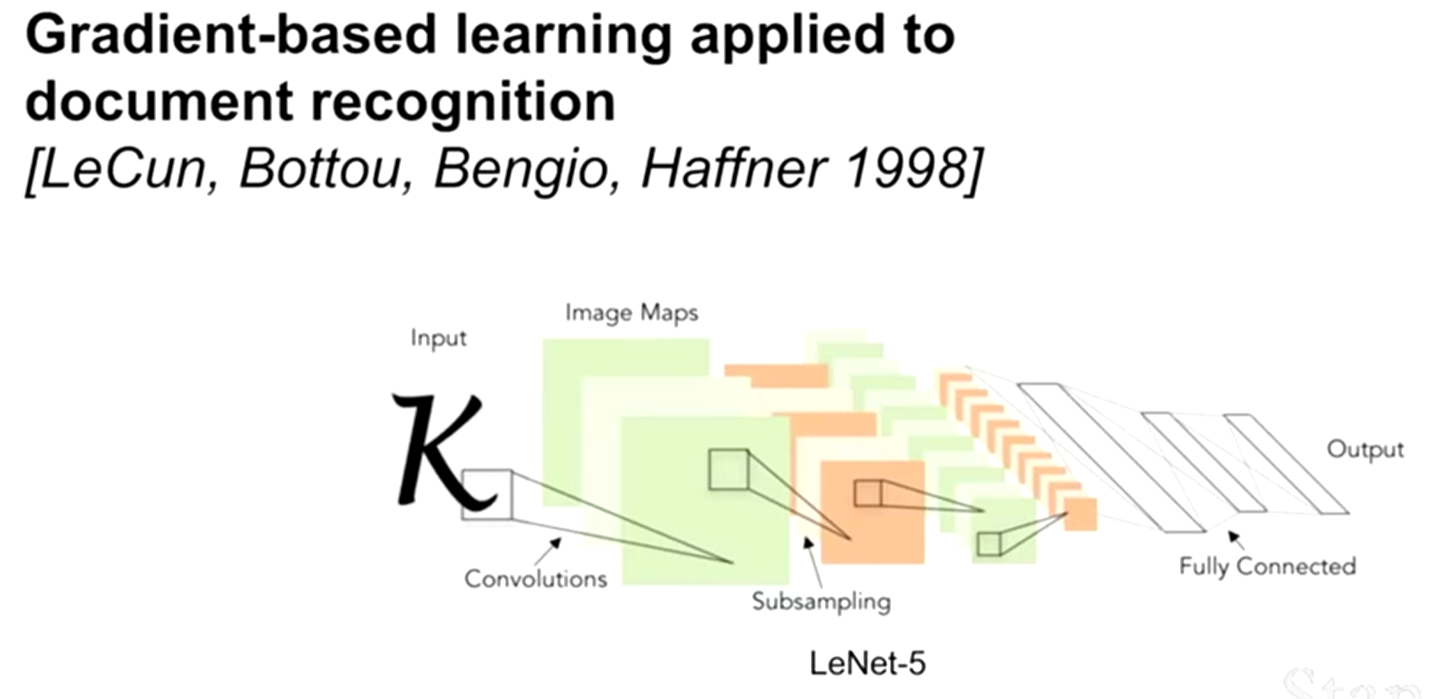 Gradient-based learning applied to
document recognition
[LeCun, Bottou, Bengio, Haffner 1998]
Image Maps
Input
K
Output
Convolutions
Fully Connected
Subsampling
LeNet-5